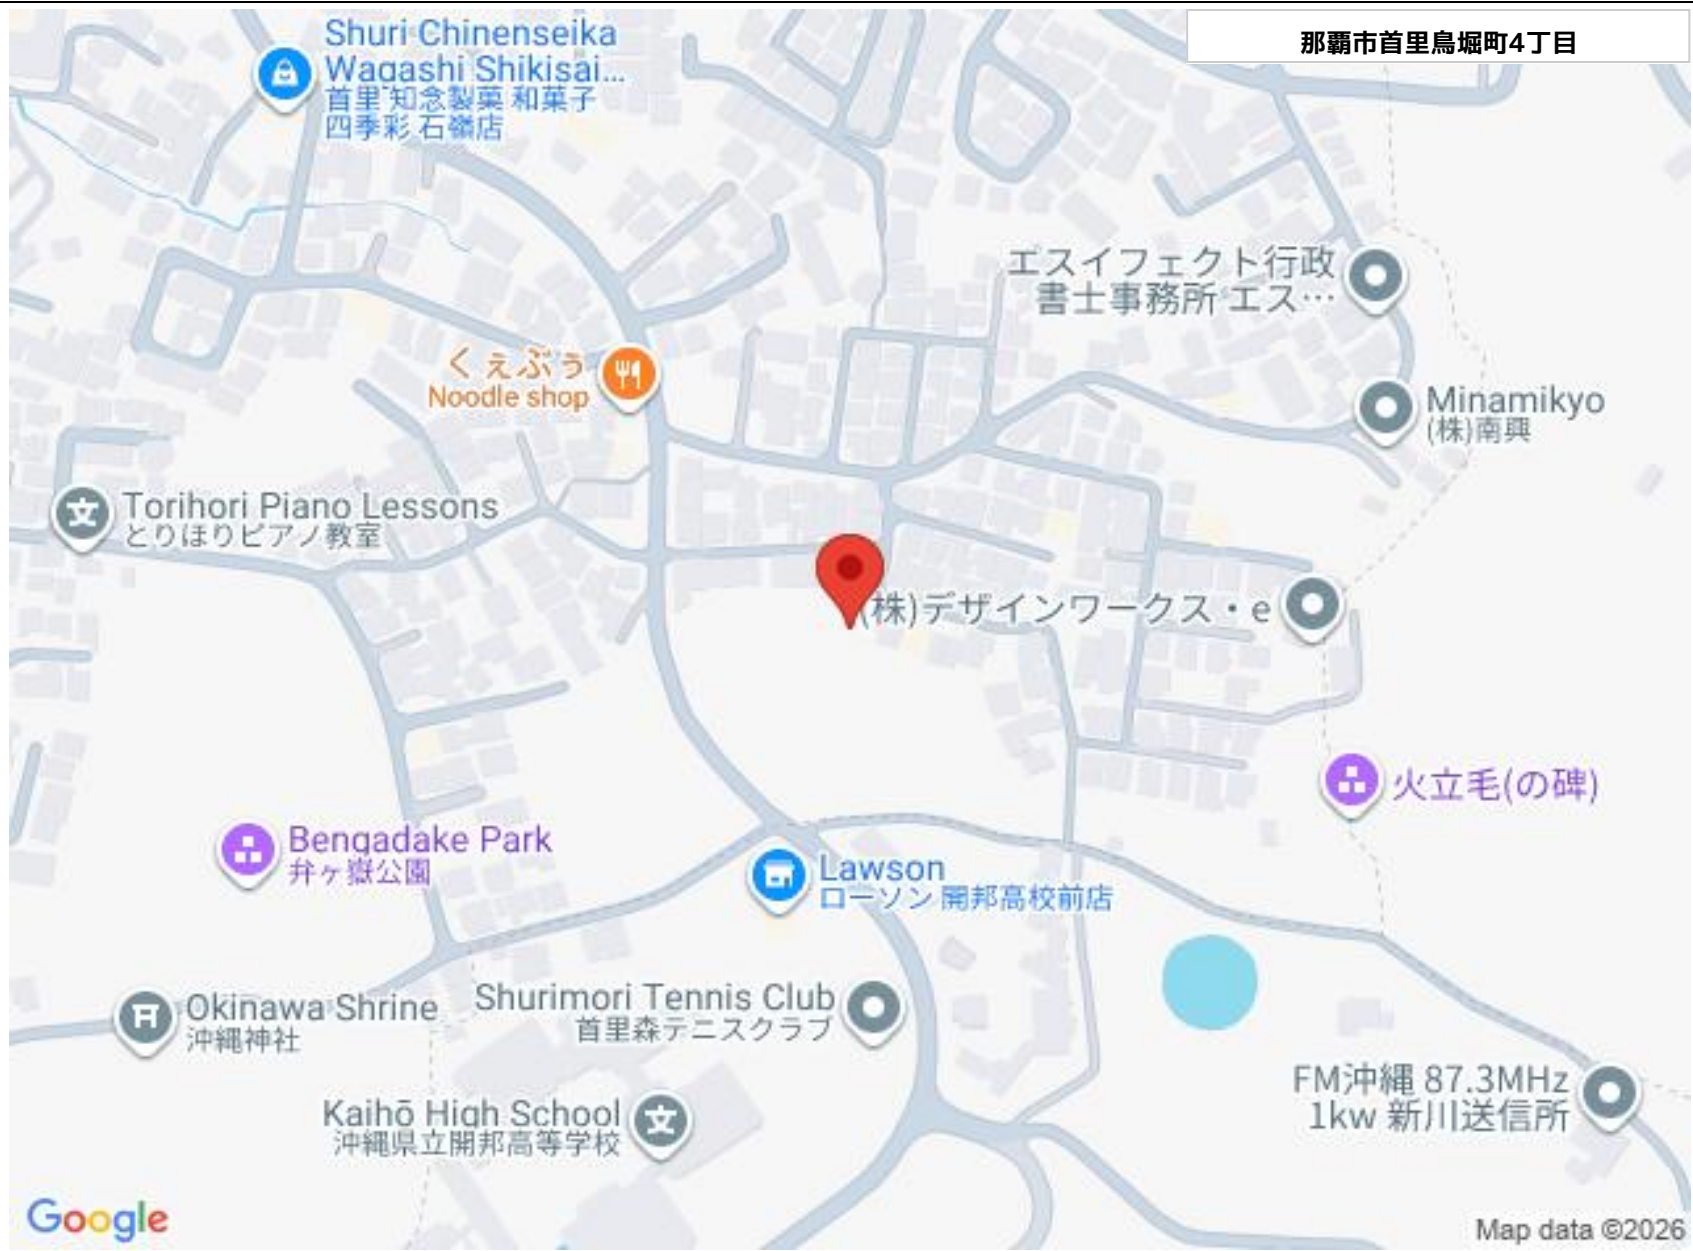 那覇市首里鳥堀町4丁目
Shuri Chinenseika
Wagashi Shikisai...
首里 知念製菓 和菓子
四季彩 石嶺店
エスイフェクト行政
書士事務所 エス…
くぇぶぅ
Noodle shop
Minamikyo
(株)南興
Torihori Piano Lessons
とりほりピアノ教室
(株)デザインワークス・e
火立毛(の碑)
Bengadake Park
弁ヶ嶽公園
Lawson
ローソン 開邦高校前店
Okinawa Shrine
沖縄神社
Shurimori Tennis Club
首里森テニスクラブ
FM沖縄 87.3MHz
1kw 新川送信所
Kaihō High School
沖縄県立開邦高等学校
Google
Map data ©2026